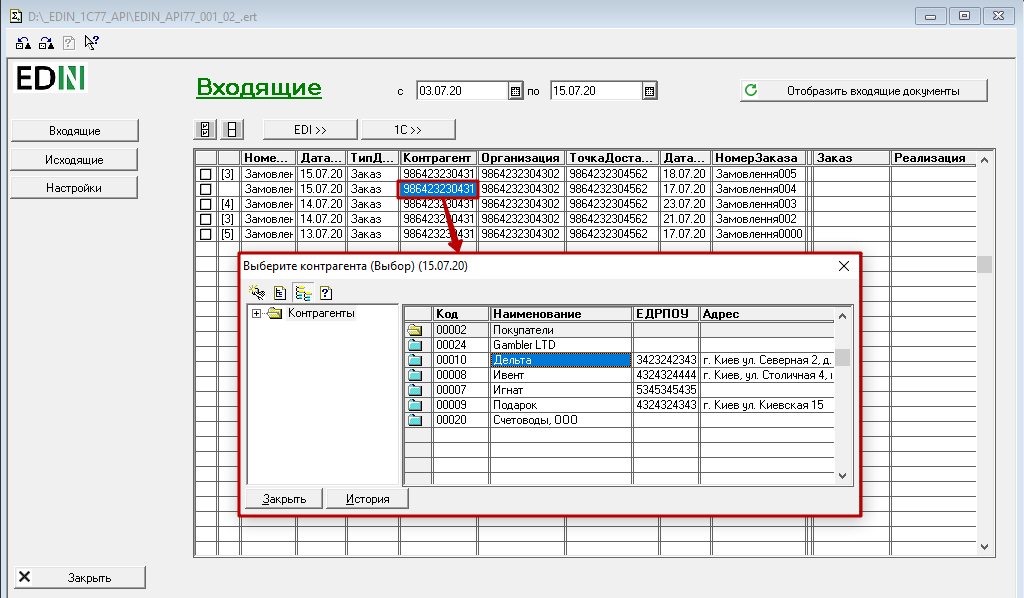 D:\_EDIN_1C77_API\EDIN_API77_001_02_.ert
EDIN
Входящие
с 03.07.20 по 15.07.20
Отобразить входящие документы
Входящие
Исходящие
Настройки
EDI >> 1C >>
Номе... Дата... ТипД... Контрагент Организация ТочкаДоста... Дата... НомерЗаказа Заказ Реализация
[3] Замовлен 15.07.20 Заказ 986423230431 9864232304302 9864232304562 18.07.20 Замовлення005
Замовлен 15.07.20 Заказ 986423230431 9864232304302 9864232304562 17.07.20 Замовлення004
[4] Замовлен 14.07.20 Заказ 986423230431 9864232304302 9864232304562 23.07.20 Замовлення003
[3] Замовлен 14.07.20 Заказ 9864232304302 9864232304562 21.07.20 Замовлення002
[5] Замовлен 13.07.20 Заказ 986423230431 9864232304302 9864232304562 17.07.20 Замовлення0000
Выберите контрагента (Выбор) (15.07.20)
Контрагенты
Код Наименование ЕДРПОУ Адрес
00002 Покупатели
00024 Gambler LTD
00010 Дельта 3423242343 г. Киев ул. Северная 2, д.
00008 Ивент 4324324444 г. Киев, ул. Столичная 4,
00007 Игнат 5345345435
00009 Подарок 4324324343 г. Киев ул. Киевская 15
00020 Счетоводы, ООО
Закрыть История
Закрыть